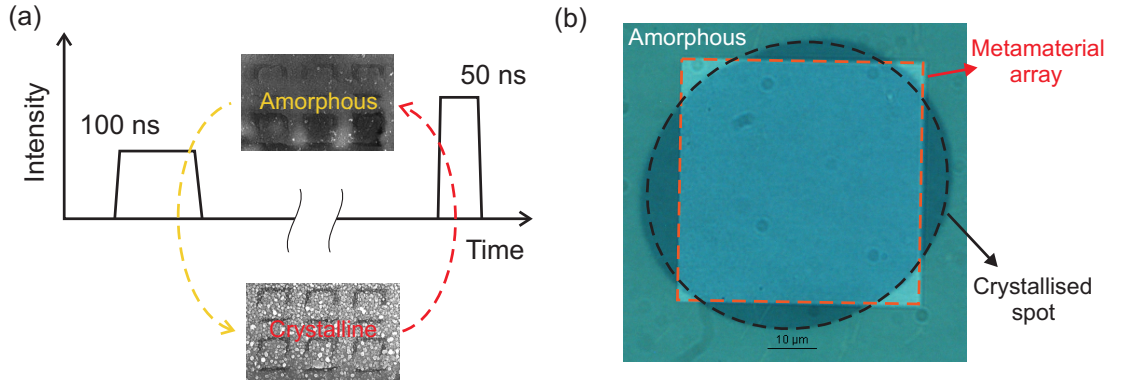 (a)
Intensity
100 ns
Amorphous
50 ns
Time
Crystalline
(b)
Amorphous
Metamaterial
array
Crystallised
spot
10 µm